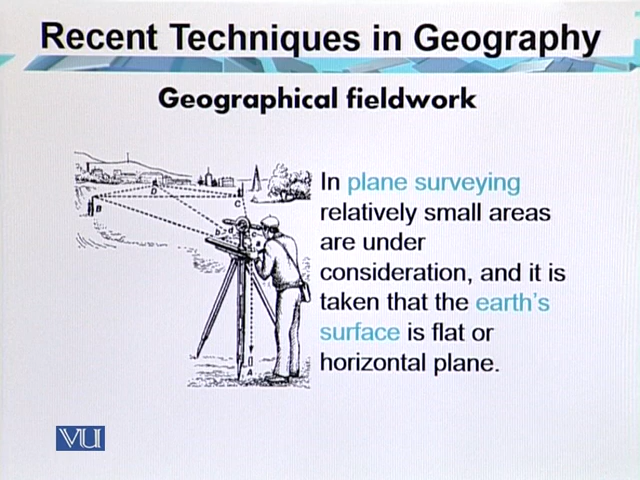 Recent Techniques in Geography
Geographical fieldwork
In plane surveying
relatively small areas
are under
consideration, and it is
taken that the earth's
surface is flat or
horizontal plane.
B
D
C
A
VU